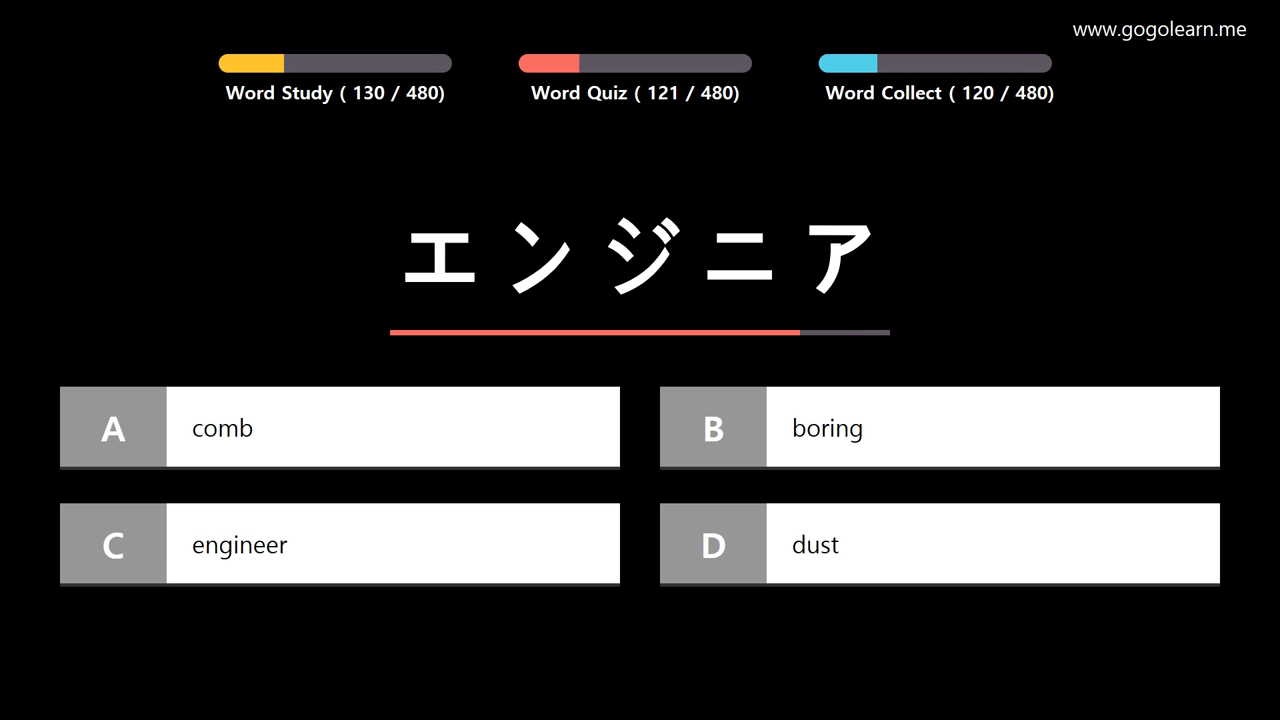 www.gogolearn.me
Word Study ( 130 / 480)
Word Quiz ( 121 / 480)
Word Collect ( 120 / 480)
エンジニア
A comb
B boring
C engineer
D dust